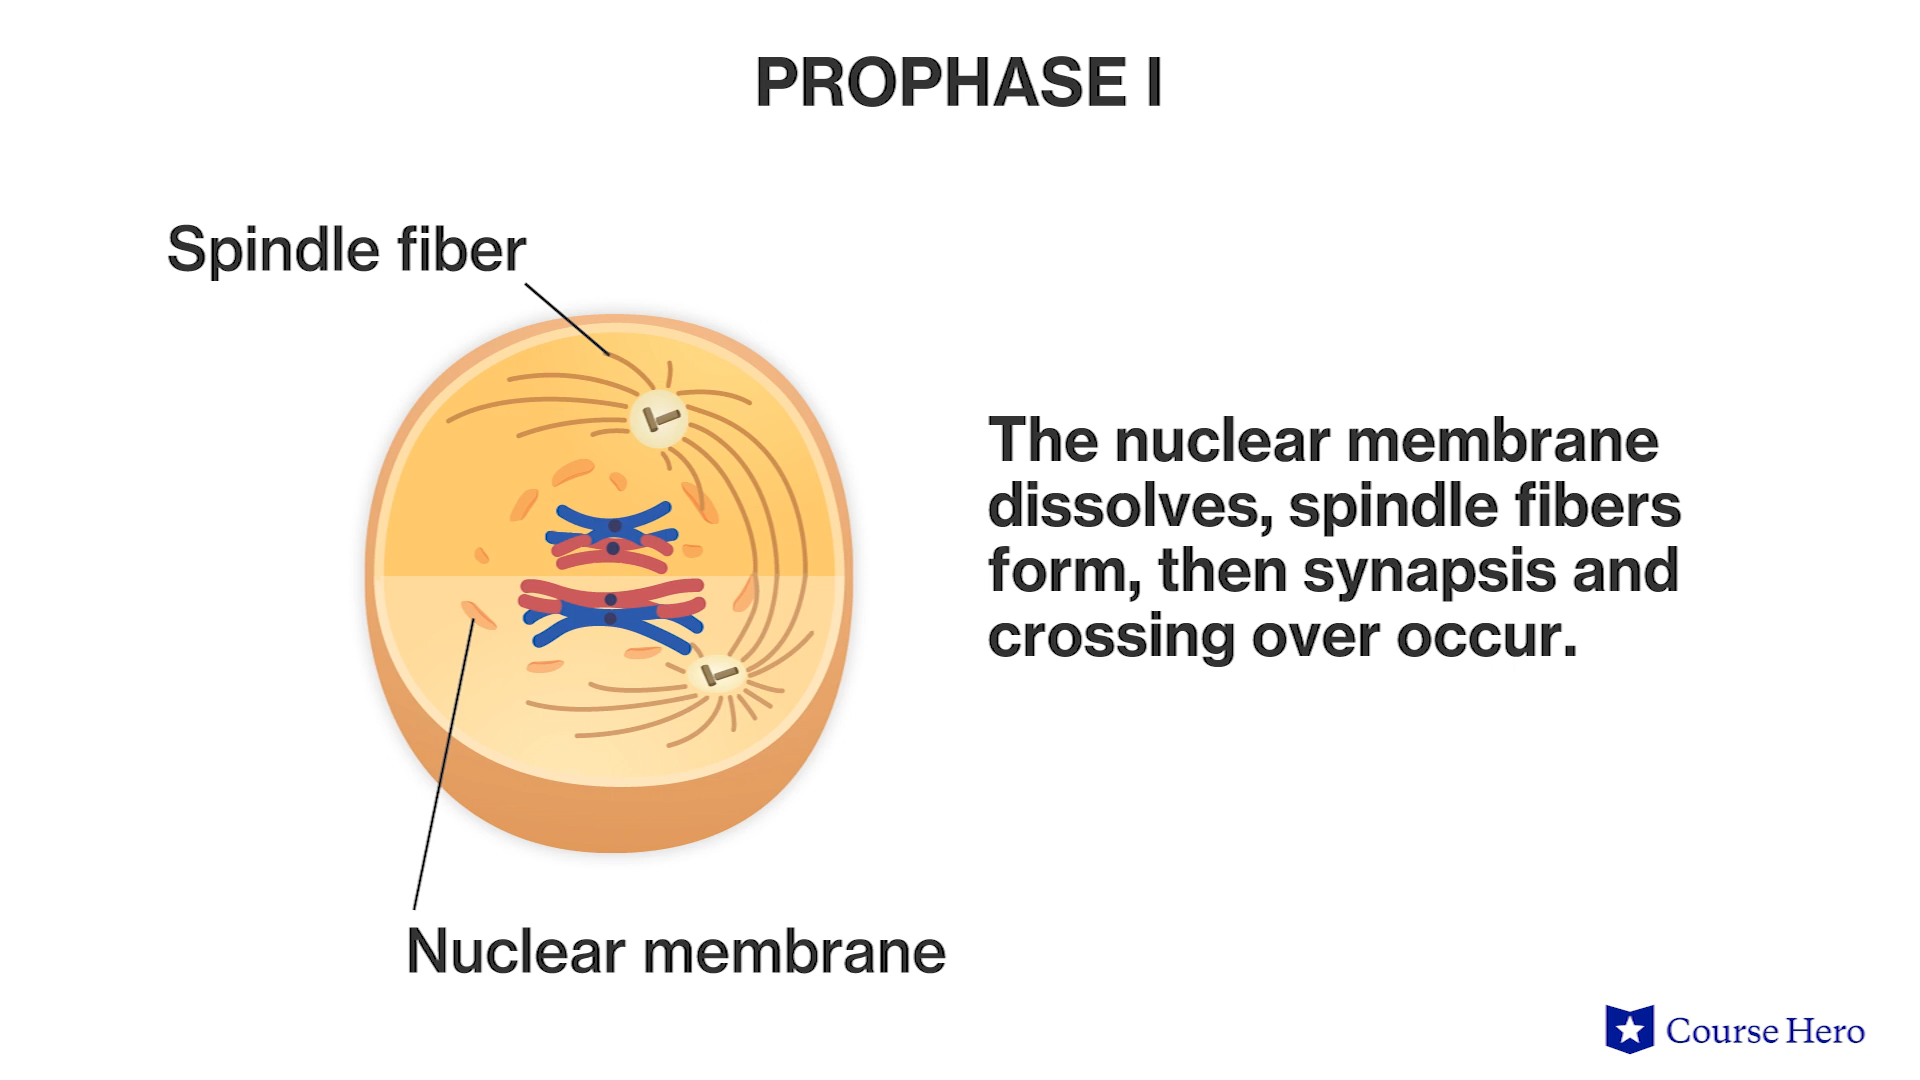 PROPHASE I
Spindle fiber
The nuclear membrane
dissolves, spindle fibers
form, then synapsis and
crossing over occur.
Nuclear membrane
Course Hero